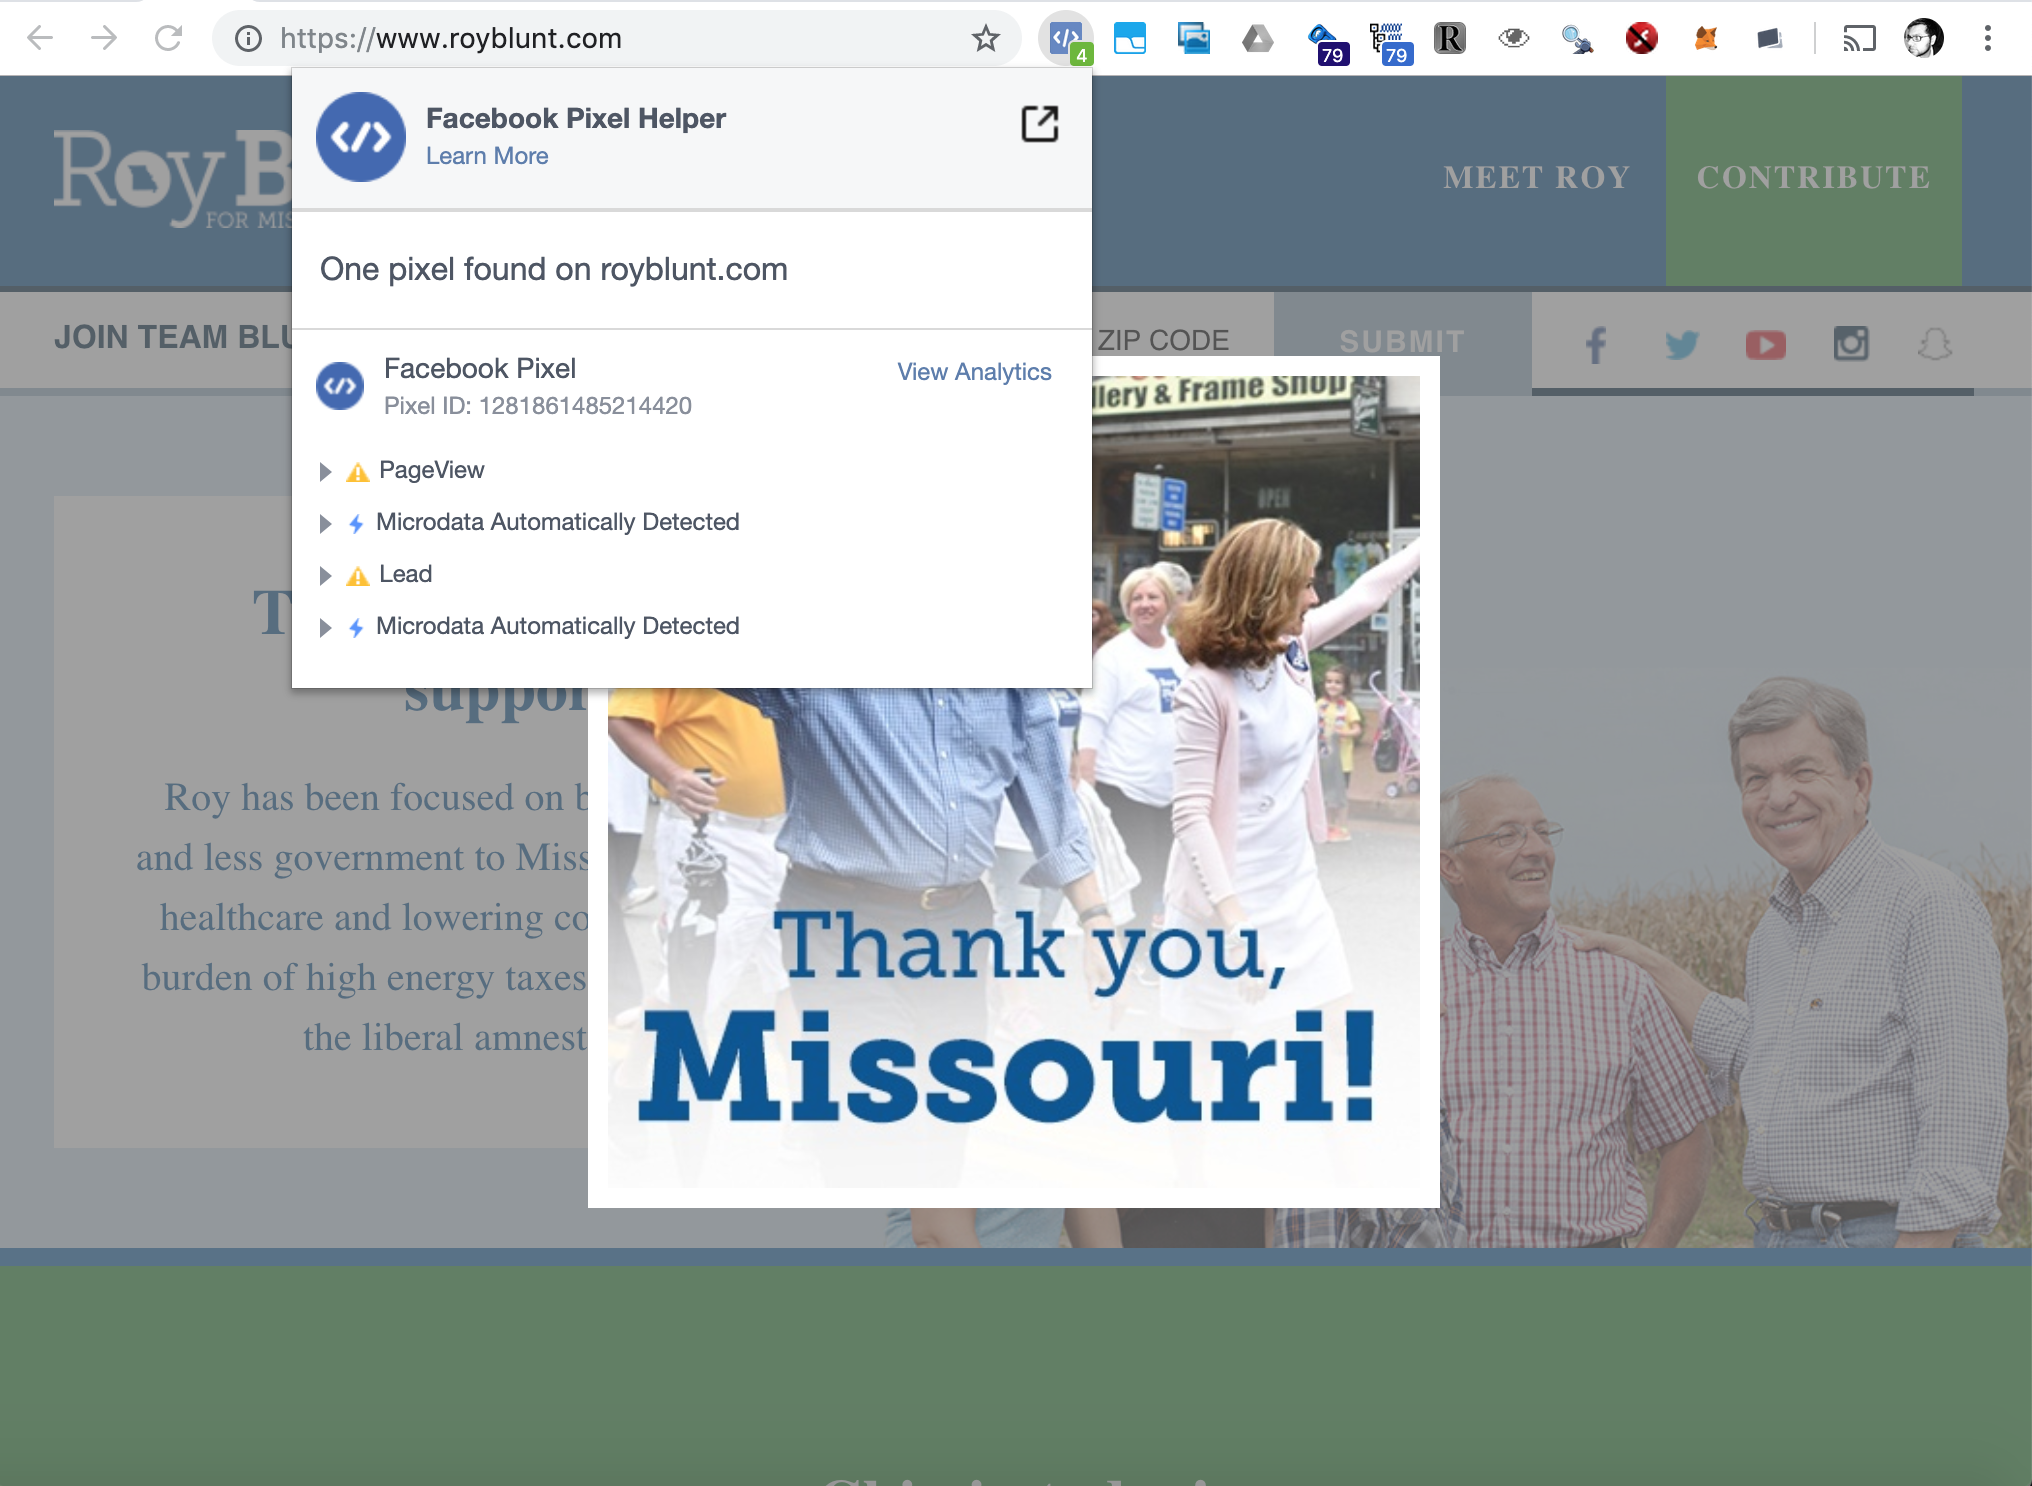 https://www.royblunt.com
4
79
79
R
Facebook Pixel Helper
Learn More
One pixel found on royblunt.com
Facebook Pixel
Pixel ID: 1281861485214420
View Analytics
PageView
Microdata Automatically Detected
Lead
Microdata Automatically Detected
Roy B
FOR MIS
MEET ROY
CONTRIBUTE
JOIN TEAM BLU
ZIP CODE
SUBMIT
llery & Frame Shop
OPEN
T
suppor
Roy has been focused on b
and less government to Miss
healthcare and lowering co
burden of high energy taxes
the liberal amnest
Thank you,
Missouri!